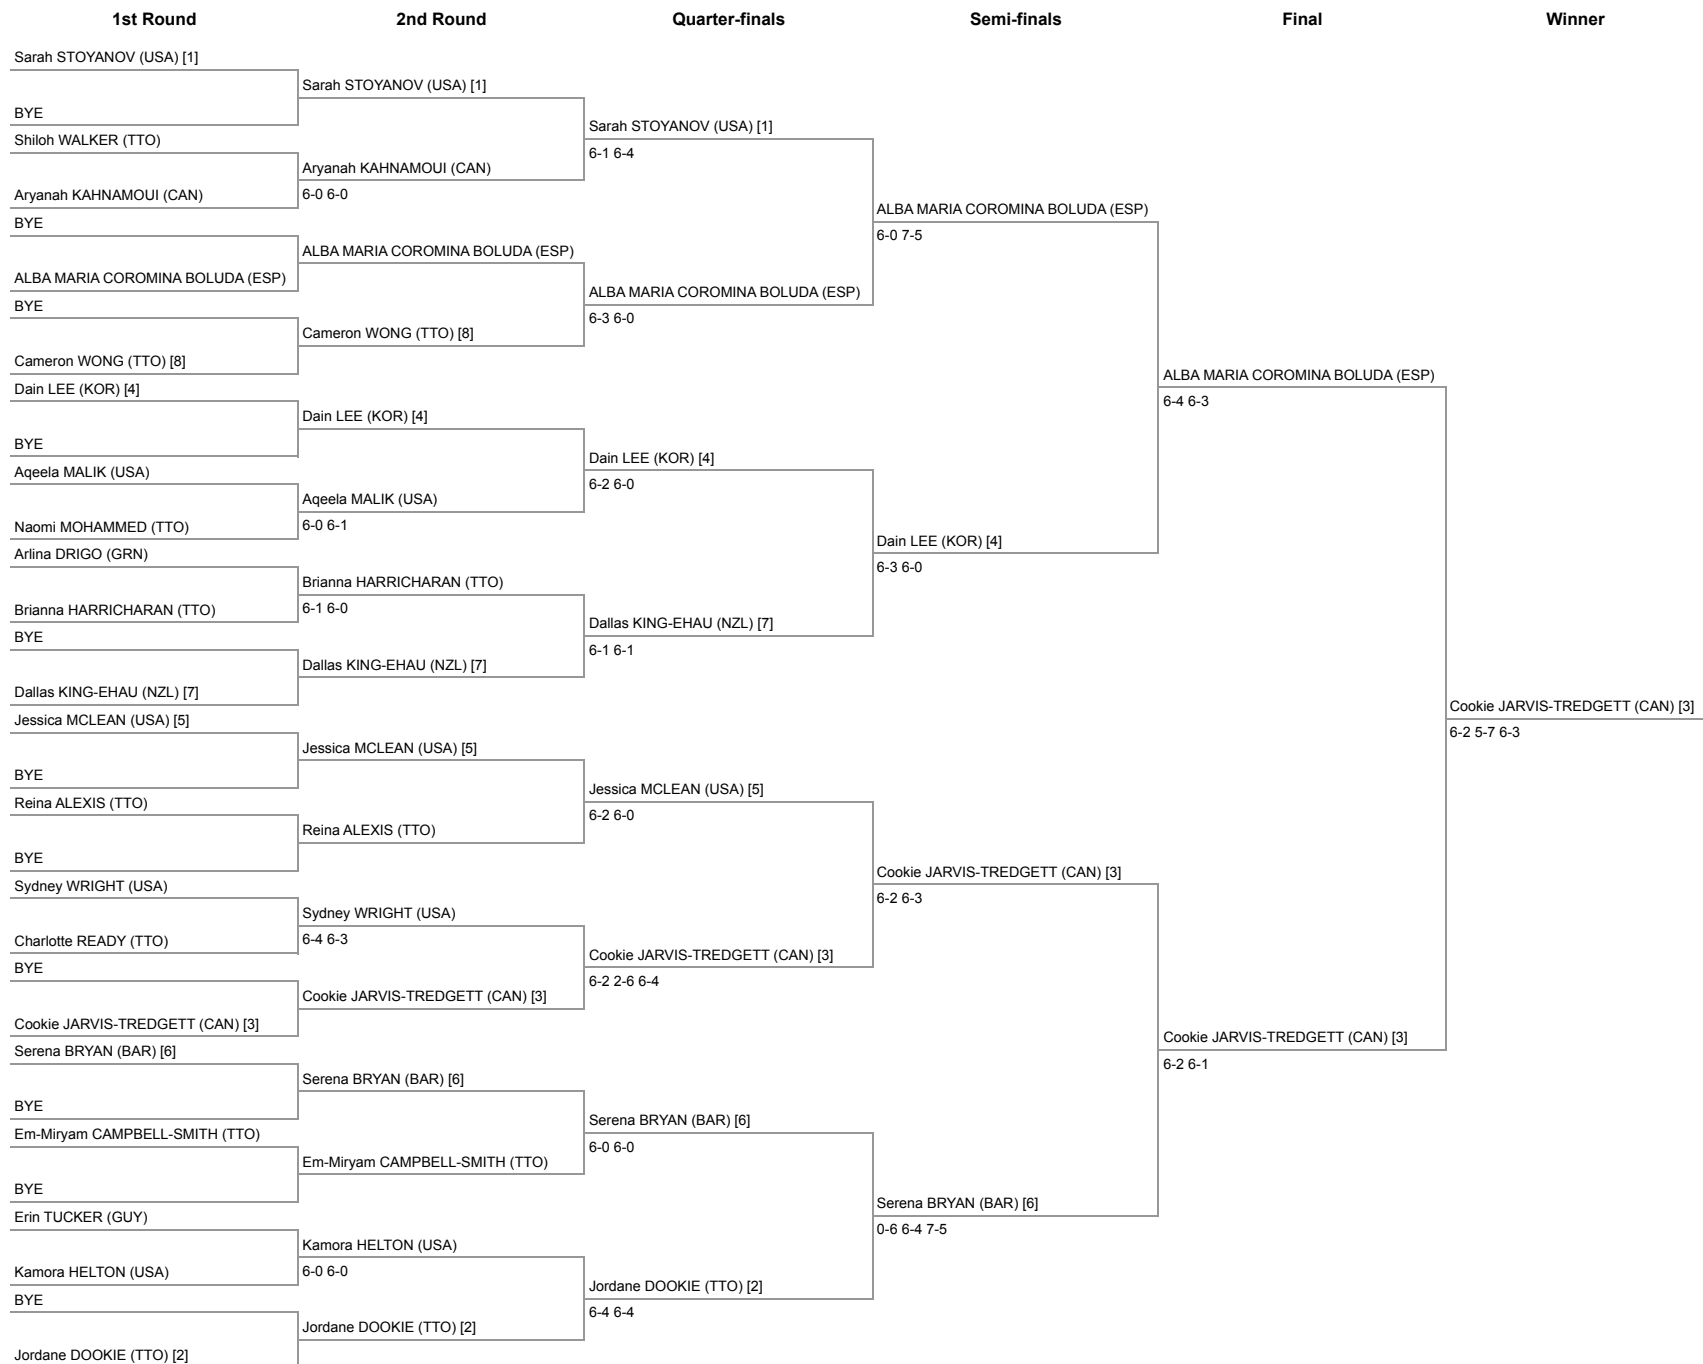 1st Round 2nd Round Quarter-finals Semi-finals Final Winner
Sarah STOYANOV (USA) [1]
BYE
Shiloh WALKER (TTO)
Aryanah KAHNAMOUI (CAN)
BYE
ALBA MARIA COROMINA BOLUDA (ESP)
BYE
Cameron WONG (TTO) [8]
Dain LEE (KOR) [4]
BYE
Aqeela MALIK (USA)
Naomi MOHAMMED (TTO)
Arlina DRIGO (GRN)
Brianna HARRICHARAN (TTO)
BYE
Dallas KING-EHAU (NZL) [7]
Jessica MCLEAN (USA) [5]
BYE
Reina ALEXIS (TTO)
BYE
Sydney WRIGHT (USA)
Charlotte READY (TTO)
BYE
Cookie JARVIS-TREDGETT (CAN) [3]
Serena BRYAN (BAR) [6]
BYE
Em-Miryam CAMPBELL-SMITH (TTO)
BYE
Erin TUCKER (GUY)
Kamora HELTON (USA)
BYE
Jordane DOOKIE (TTO) [2]
Sarah STOYANOV (USA) [1]
Aryanah KAHNAMOUI (CAN)
6-0 6-0
ALBA MARIA COROMINA BOLUDA (ESP)
Cameron WONG (TTO) [8]
Dain LEE (KOR) [4]
Aqeela MALIK (USA)
6-0 6-1
Brianna HARRICHARAN (TTO)
6-1 6-0
Dallas KING-EHAU (NZL) [7]
Jessica MCLEAN (USA) [5]
Reina ALEXIS (TTO)
Sydney WRIGHT (USA)
6-4 6-3
Cookie JARVIS-TREDGETT (CAN) [3]
Serena BRYAN (BAR) [6]
Em-Miryam CAMPBELL-SMITH (TTO)
Kamora HELTON (USA)
6-0 6-0
Jordane DOOKIE (TTO) [2]
Sarah STOYANOV (USA) [1]
6-1 6-4
ALBA MARIA COROMINA BOLUDA (ESP)
6-3 6-0
Dain LEE (KOR) [4]
6-2 6-0
Dallas KING-EHAU (NZL) [7]
6-1 6-1
Jessica MCLEAN (USA) [5]
6-2 6-0
Cookie JARVIS-TREDGETT (CAN) [3]
6-2 2-6 6-4
Serena BRYAN (BAR) [6]
6-0 6-0
Jordane DOOKIE (TTO) [2]
6-4 6-4
ALBA MARIA COROMINA BOLUDA (ESP)
6-0 7-5
Dain LEE (KOR) [4]
6-3 6-0
Cookie JARVIS-TREDGETT (CAN) [3]
6-2 6-3
Serena BRYAN (BAR) [6]
0-6 6-4 7-5
ALBA MARIA COROMINA BOLUDA (ESP)
6-4 6-3
Cookie JARVIS-TREDGETT (CAN) [3]
6-2 6-1
Cookie JARVIS-TREDGETT (CAN) [3]
6-2 5-7 6-3